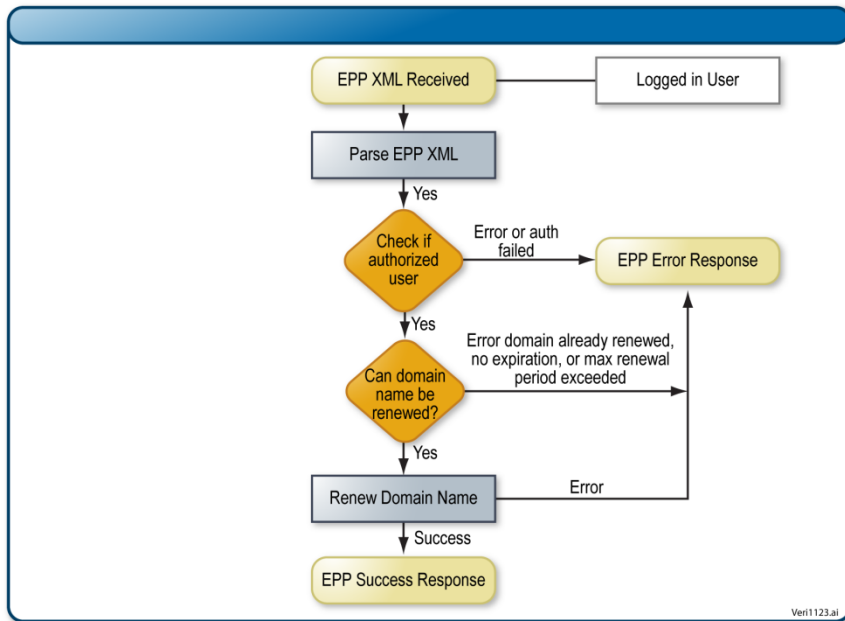 EPP XML Received
Logged in User
Parse EPP XML
Yes
Check if
authorized
user
Error or auth
failed
EPP Error Response
Yes
Error domain already renewed,
no expiration, or max renewal
period exceeded
Can domain
name be
renewed?
Yes
Renew Domain Name
Error
Success
EPP Success Response
Veri1123.ai